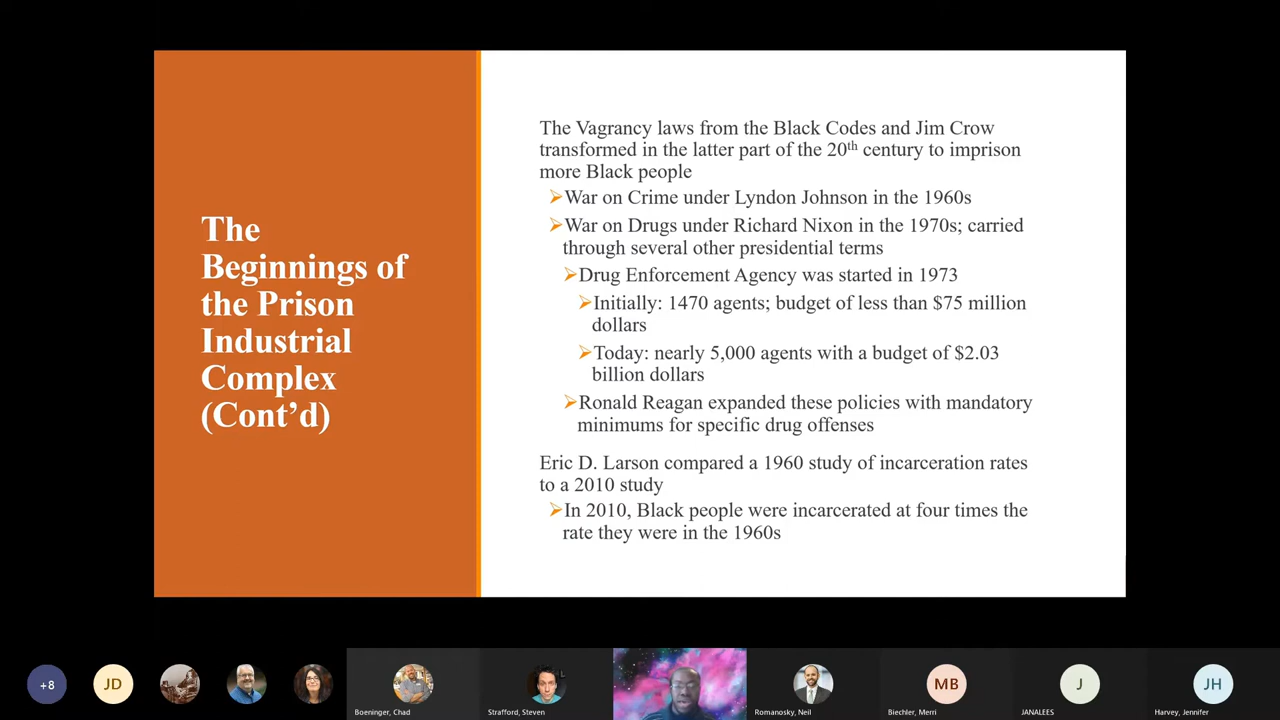 The
Beginnings of
the Prison
Industrial
Complex
(Cont'd)
The Vagrancy laws from the Black Codes and Jim Crow
transformed in the latter part of the 20th century to imprison
more Black people
➢War on Crime under Lyndon Johnson in the 1960s
➢War on Drugs under Richard Nixon in the 1970s; carried
through several other presidential terms
➢Drug Enforcement Agency was started in 1973
➢Initially: 1470 agents; budget of less than $75 million
dollars
➢Today: nearly 5,000 agents with a budget of $2.03
billion dollars
➢Ronald Reagan expanded these policies with mandatory
minimums for specific drug offenses
Eric D. Larson compared a 1960 study of incarceration rates
to a 2010 study
➢In 2010, Black people were incarcerated at four times the
rate they were in the 1960s
+8
JD
MB
J
JH
Boeninger, Chad
Strafford, Steven
Romanosky, Neil
Biechler, Merri
JANALEES
Harvey, Jennifer